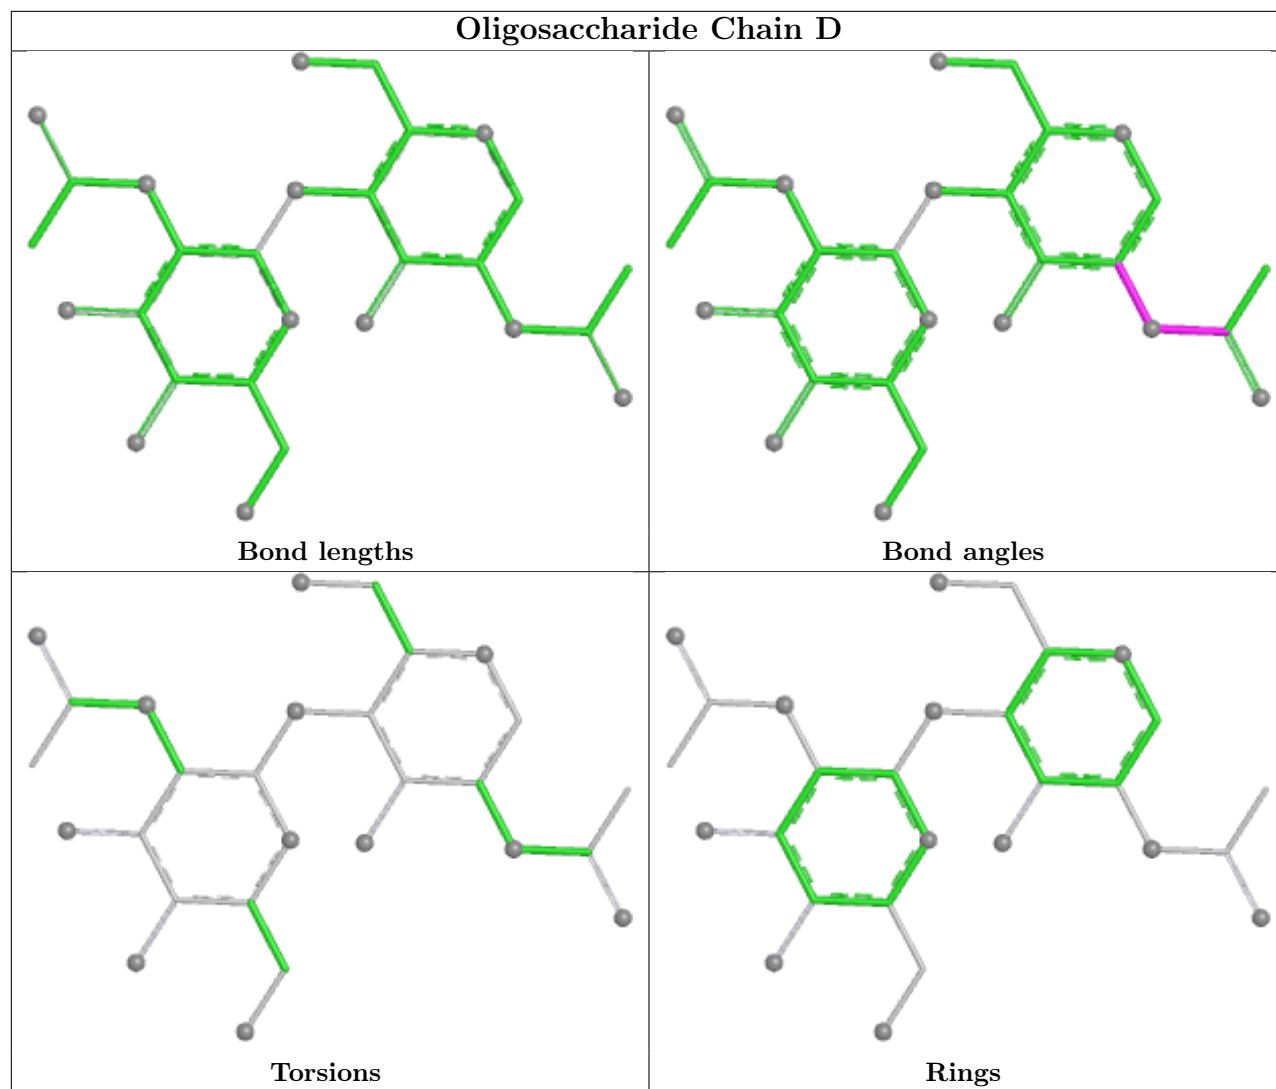 Oligosaccharide Chain D
Bond lengths
Bond angles
Torsions
Rings